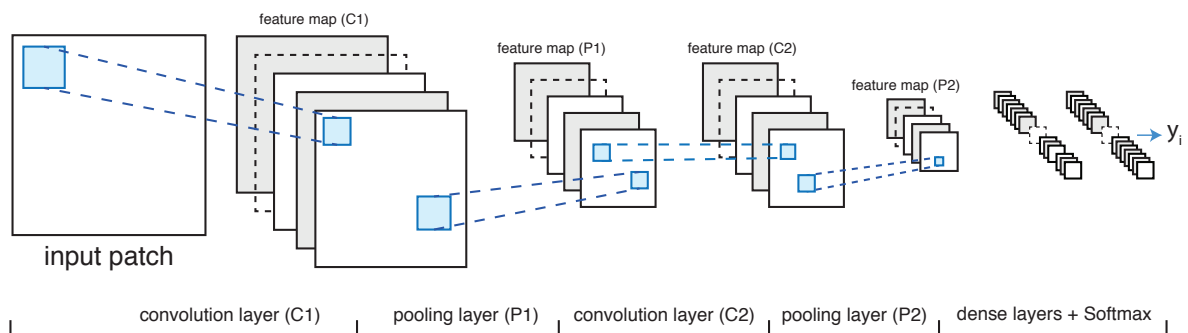 feature map (C1)
feature map (P1)
feature map (C2)
feature map (P2)
y_i
input patch
convolution layer (C1)
pooling layer (P1)
convolution layer (C2)
pooling layer (P2)
dense layers + Softmax